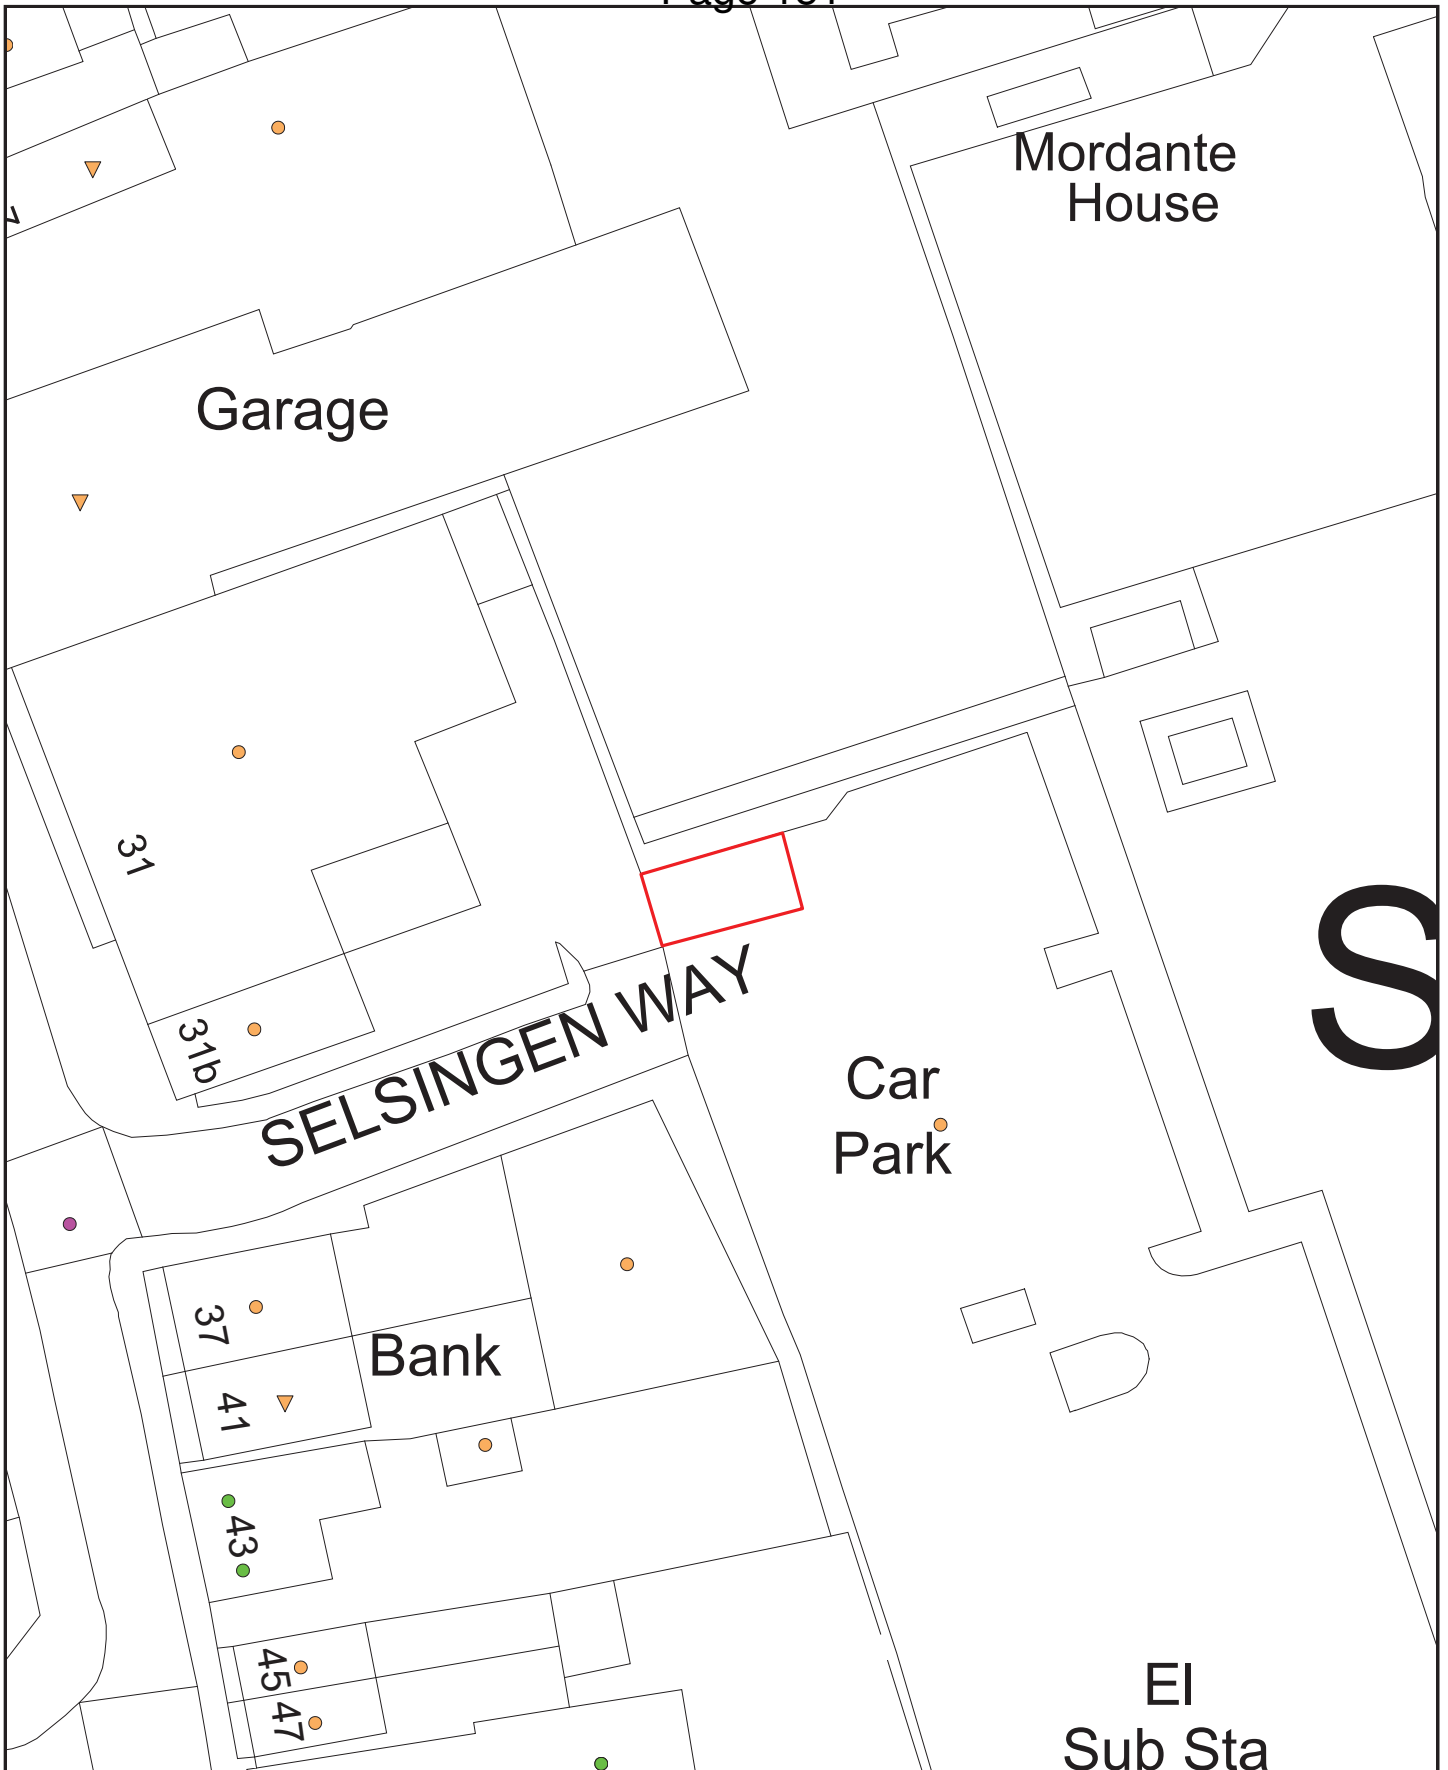 Mordante
House
Garage
31
31b
SELSINGEN WAY
S
Car
Park
37
Bank
41
43
45
47
El
Sub Sta